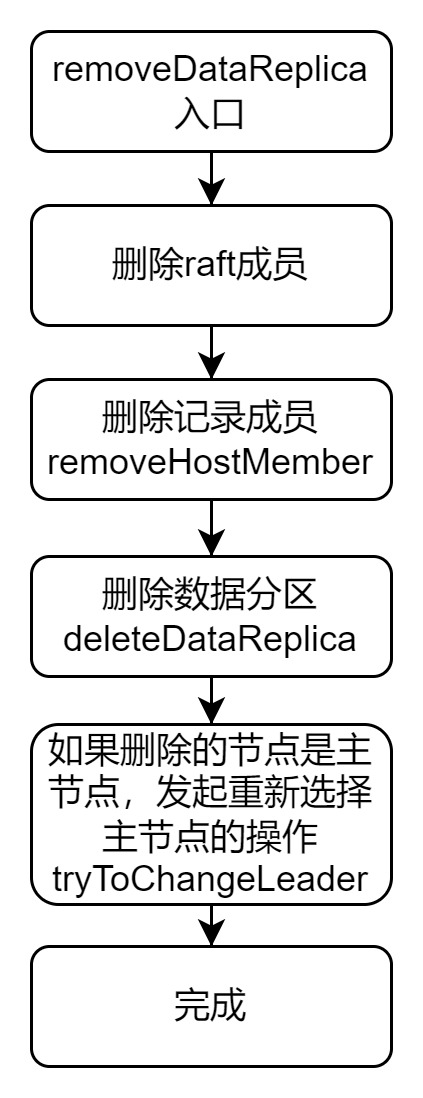 removeDataReplica
入口
删除raft成员
删除记录成员
removeHostMember
删除数据分区
deleteDataReplica
如果删除的节点是主
节点，发起重新选择
主节点的操作
tryToChangeLeader
完成